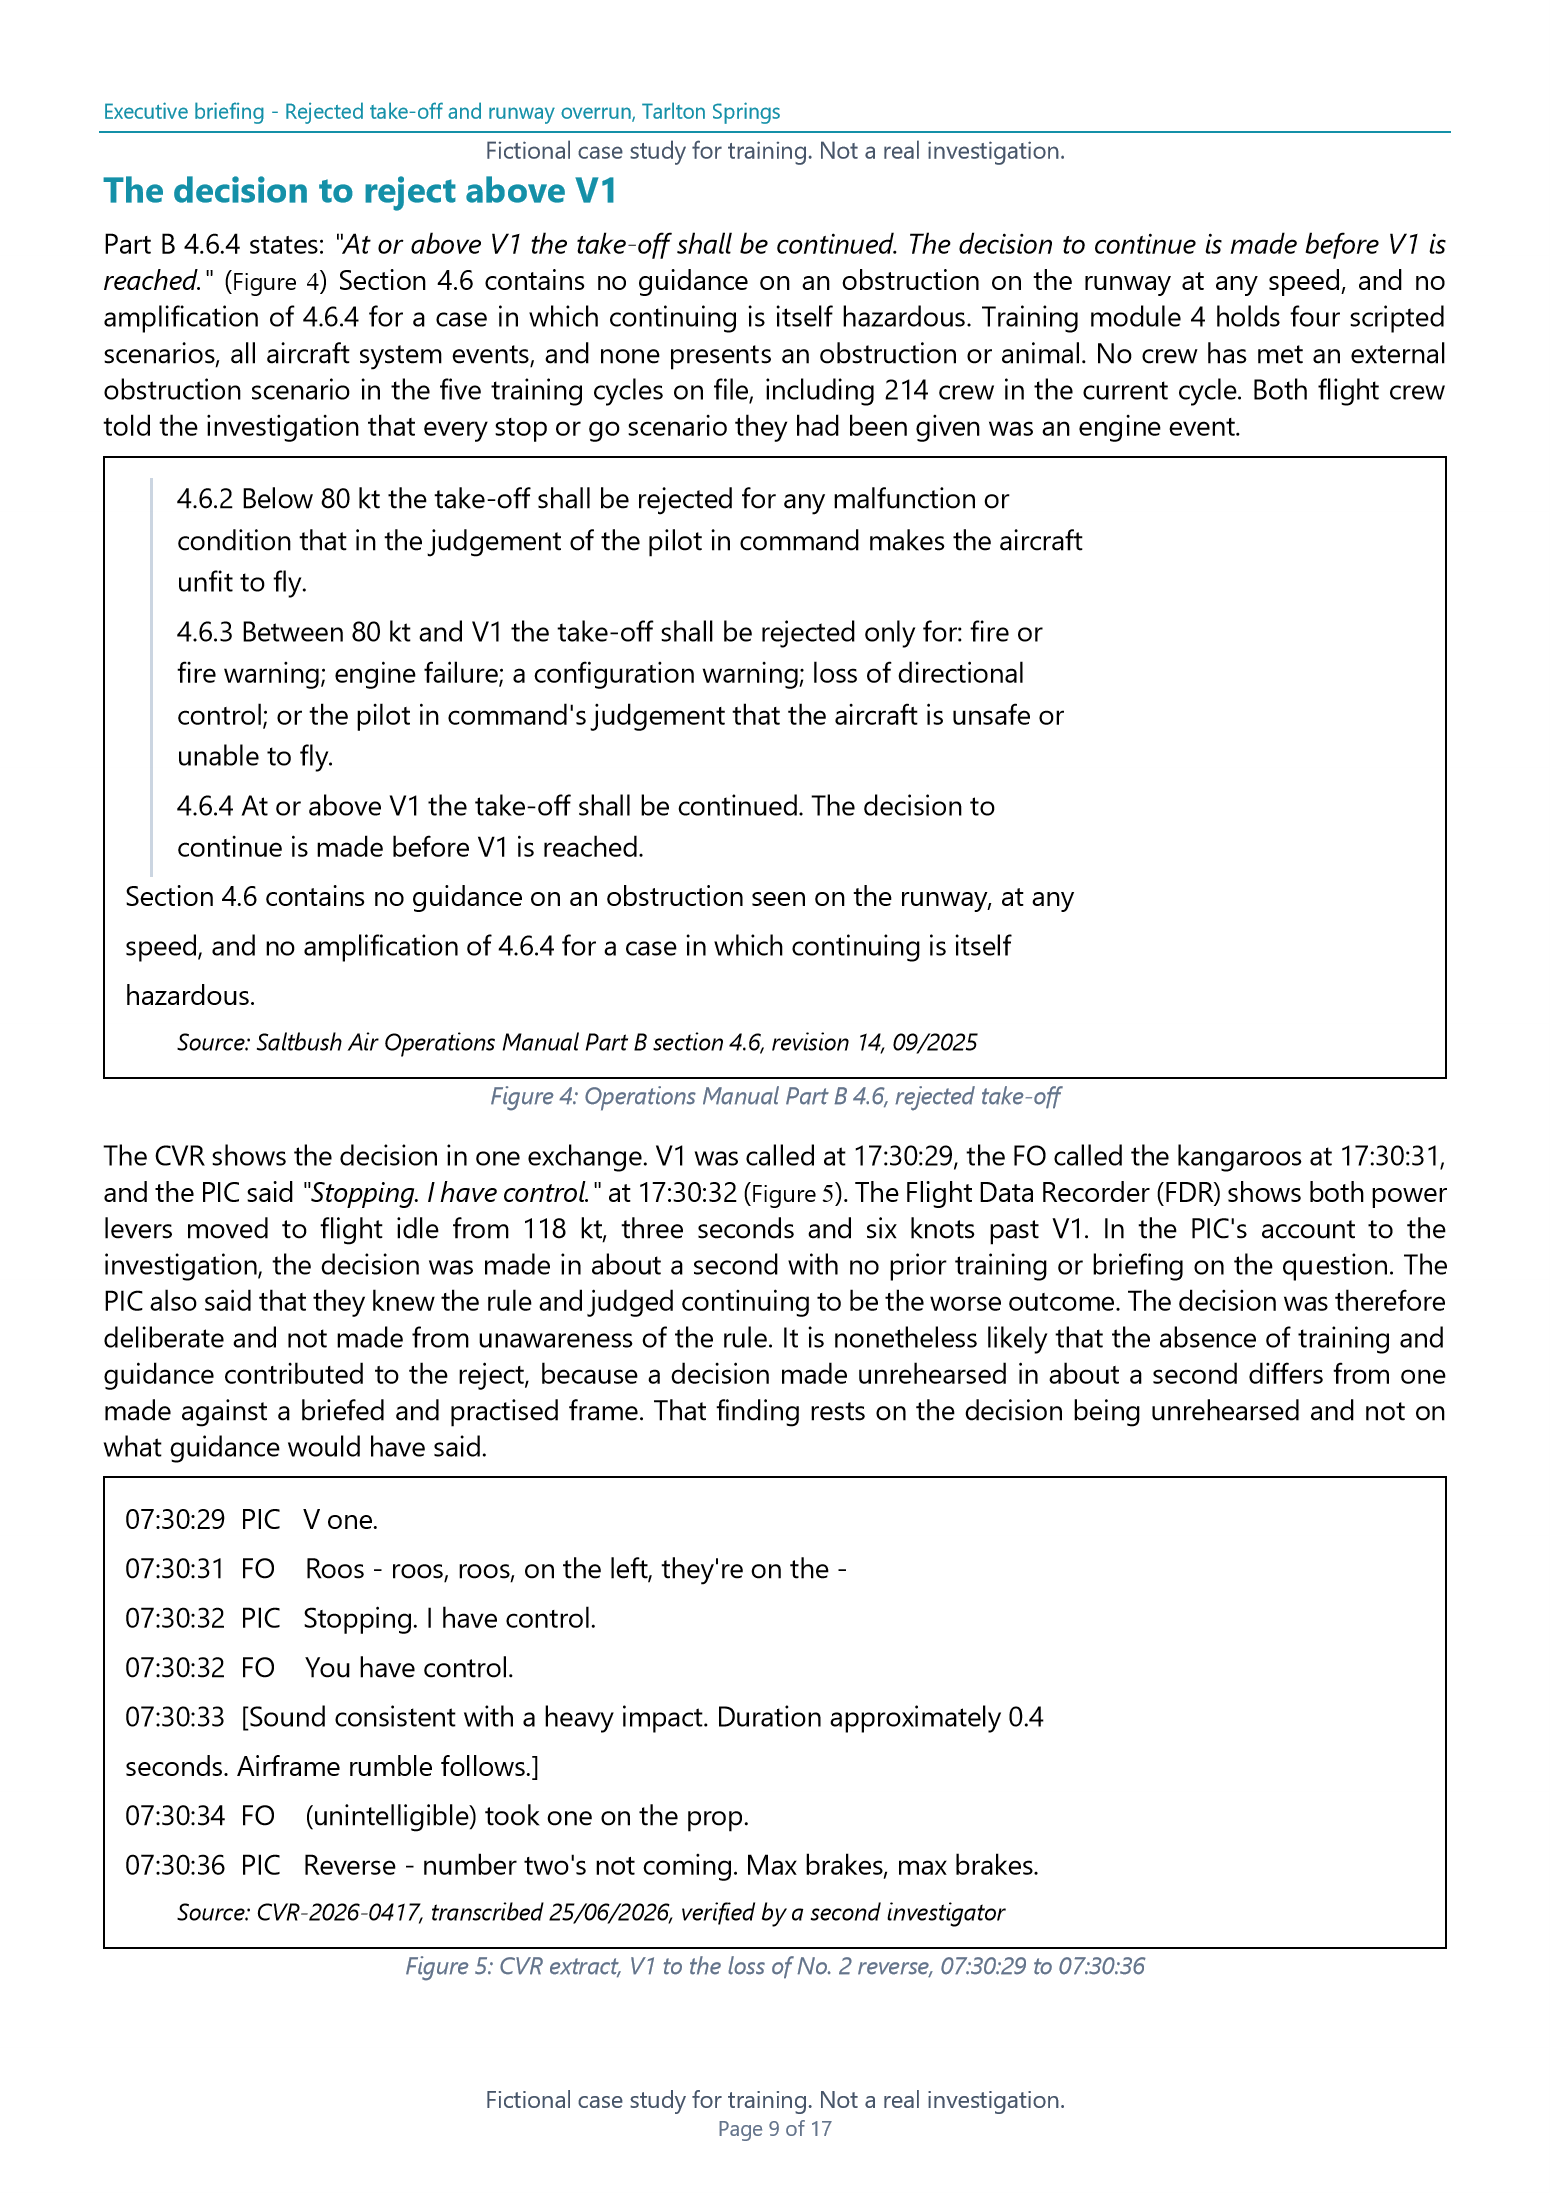 Executive briefing - Rejected take-off and runway overrun, Tarlton Springs
Fictional case study for training. Not a real investigation.
The decision to reject above V1
Part B 4.6.4 states: "At or above V1 the take-off shall be continued. The decision to continue is made before V1 is
reached." (Figure 4) Section 4.6 contains no guidance on an obstruction on the runway at any speed, and no
amplification of 4.6.4 for a case in which continuing is itself hazardous. Training module 4 holds four scripted
scenarios, all aircraft system events, and none presents an obstruction or animal. No crew has met an external
obstruction scenario in the five training cycles on file, including 214 crew in the current cycle. Both flight crew
told the investigation that every stop or go scenario they had been given was an engine event.
4.6.2 Below 80 kt the take-off shall be rejected for any malfunction or
condition that in the judgement of the pilot in command makes the aircraft
unfit to fly.
4.6.3 Between 80 kt and V1 the take-off shall be rejected only for: fire or
fire warning; engine failure; a configuration warning; loss of directional
control; or the pilot in command's judgement that the aircraft is unsafe or
unable to fly.
4.6.4 At or above V1 the take-off shall be continued. The decision to
continue is made before V1 is reached.
Section 4.6 contains no guidance on an obstruction seen on the runway, at any
speed, and no amplification of 4.6.4 for a case in which continuing is itself
hazardous.
Source: Saltbush Air Operations Manual Part B section 4.6, revision 14, 09/2025
Figure 4: Operations Manual Part B 4.6, rejected take-off
The CVR shows the decision in one exchange. V1 was called at 17:30:29, the FO called the kangaroos at 17:30:31,
and the PIC said "Stopping. I have control." at 17:30:32 (Figure 5). The Flight Data Recorder (FDR) shows both power
levers moved to flight idle from 118 kt, three seconds and six knots past V1. In the PIC's account to the
investigation, the decision was made in about a second with no prior training or briefing on the question. The
PIC also said that they knew the rule and judged continuing to be the worse outcome. The decision was therefore
deliberate and not made from unawareness of the rule. It is nonetheless likely that the absence of training and
guidance contributed to the reject, because a decision made unrehearsed in about a second differs from one
made against a briefed and practised frame. That finding rests on the decision being unrehearsed and not on
what guidance would have said.
07:30:29 PIC V one.
07:30:31 FO Roos - roos, roos, on the left, they're on the -
07:30:32 PIC Stopping. I have control.
07:30:32 FO You have control.
07:30:33 [Sound consistent with a heavy impact. Duration approximately 0.4
seconds. Airframe rumble follows.]
07:30:34 FO (unintelligible) took one on the prop.
07:30:36 PIC Reverse - number two's not coming. Max brakes, max brakes.
Source: CVR-2026-0417, transcribed 25/06/2026, verified by a second investigator
Figure 5: CVR extract, V1 to the loss of No. 2 reverse, 07:30:29 to 07:30:36
Fictional case study for training. Not a real investigation.
Page 9 of 17